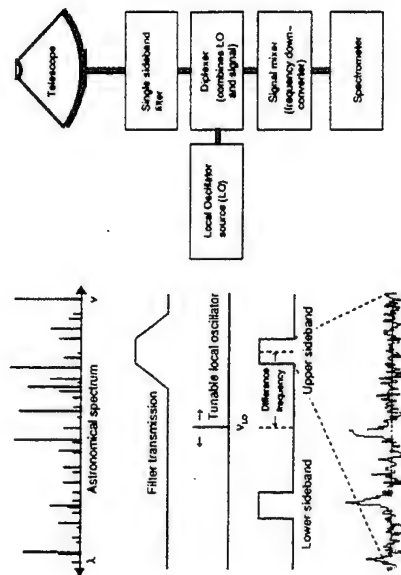 Telescope
Single sideband
filter
Diplexer
(combines LO
and signal)
Local Oscillator
source (LO)
Signal mixer
(frequency down-
converter)
Spectrometer
λ
Astronomical spectrum
ν
Filter transmission
Tunable local oscillator
ν LO
Lower sideband
Difference
frequency
Upper sideband